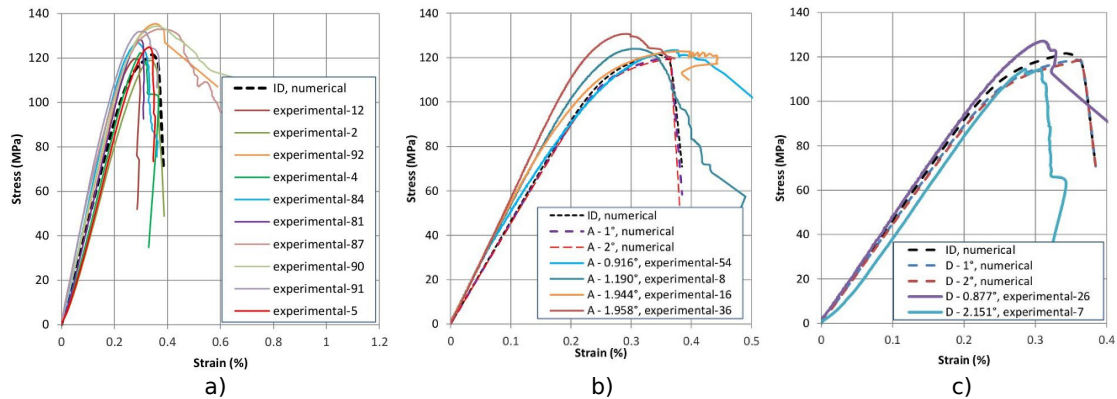 140
120
100
80
60
40
20
0
Stress (MPa)
0 0.2 0.4 0.6 0.8 1 1.2
Strain (%)
ID, numerical
experimental-12
experimental-2
experimental-92
experimental-4
experimental-84
experimental-81
experimental-87
experimental-90
experimental-91
experimental-5
a)
140
120
100
80
60
40
20
0
Stress (MPa)
0 0.1 0.2 0.3 0.4 0.5
Strain (%)
ID, numerical
A - 1°, numerical
A - 2°, numerical
A - 0.916°, experimental-54
A - 1.190°, experimental-8
A - 1.944°, experimental-16
A - 1.958°, experimental-36
b)
140
120
100
80
60
40
20
0
Stress (MPa)
0 0.1 0.2 0.3 0.4
Strain (%)
ID, numerical
D - 1°, numerical
D - 2°, numerical
D - 0.877°, experimental-26
D - 2.151°, experimental-7
c)